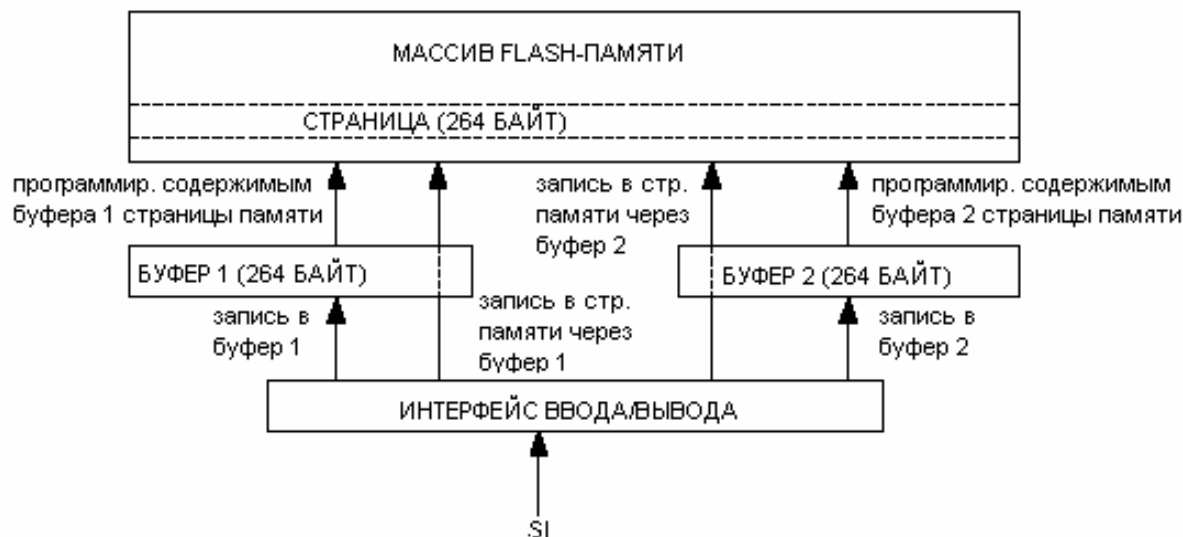 МАССИВ FLASH-ПАМЯТИ
СТРАНИЦА (264 БАЙТ)
программир. содержимым
буфера 1 страницы памяти
запись в стр.
памяти через
буфер 2
программир. содержимым
буфера 2 страницы памяти
БУФЕР 1 (264 БАЙТ)
БУФЕР 2 (264 БАЙТ)
запись в
буфер 1
запись в стр.
памяти через
буфер 1
запись в
буфер 2
ИНТЕРФЕЙС ВВОДА/ВЫВОДА
SI